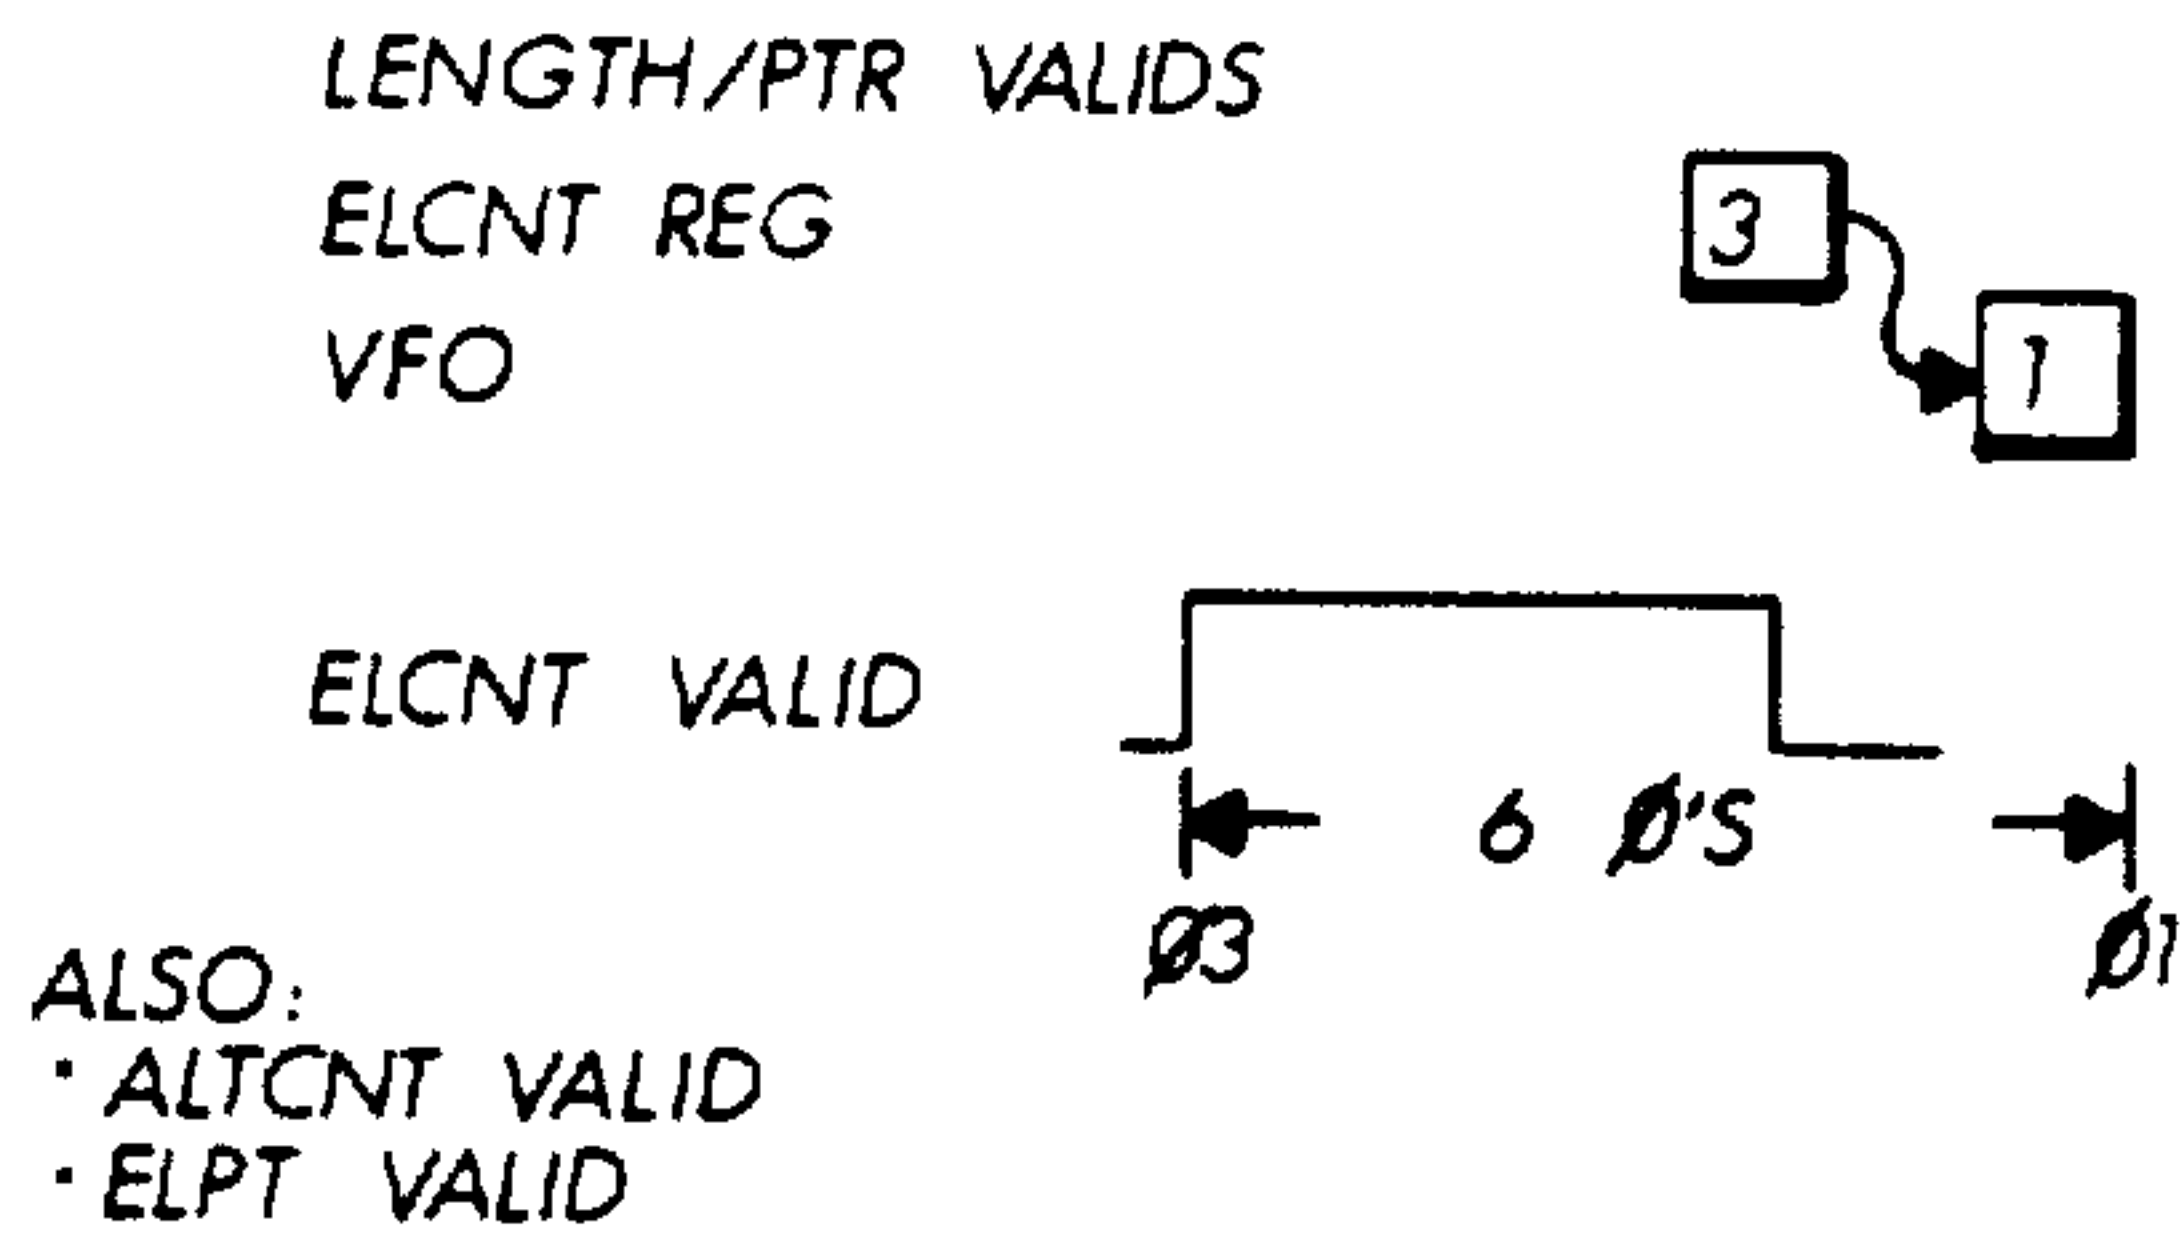 LENGTH/PTR VALIDS
ELCNT REG 3
VFO 1
ELCNT VALID
6 Ø'S
Ø3 Ø1
ALSO:
· ALTCNT VALID
· ELPT VALID